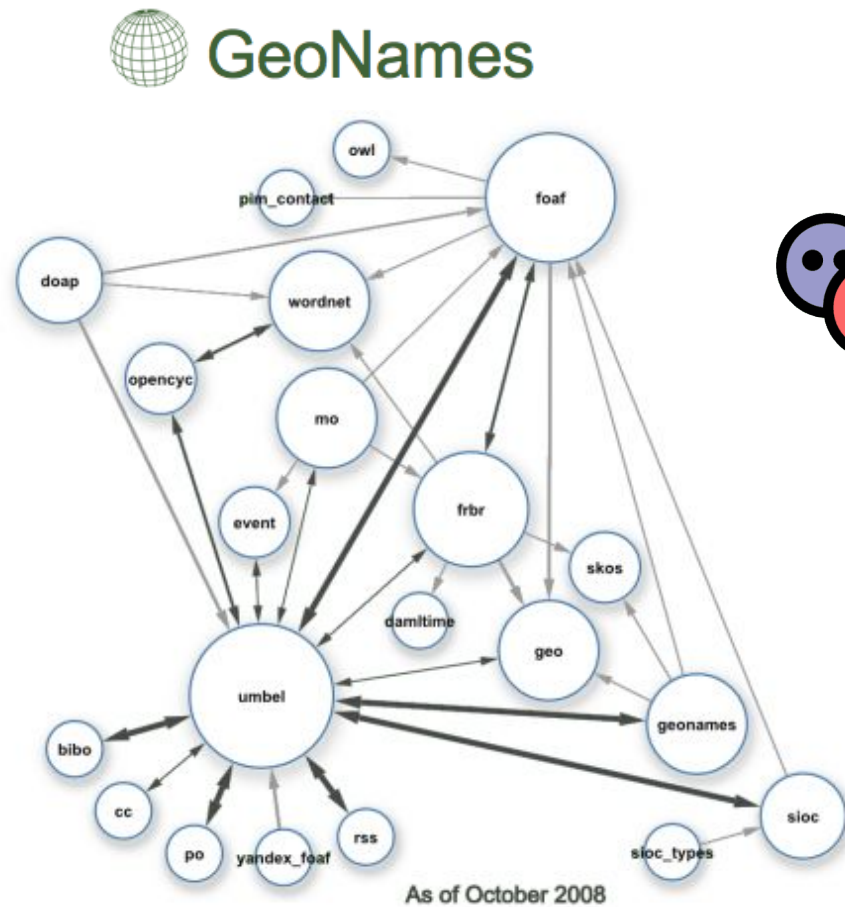 GeoNames
owl
pim_contact
foaf
doap
wordnet
opencyc
mo
frbr
event
skos
damltime
geo
umbel
geonames
bibo
cc
sioc
po
yandex_foaf
rss
sioc_types
As of October 2008